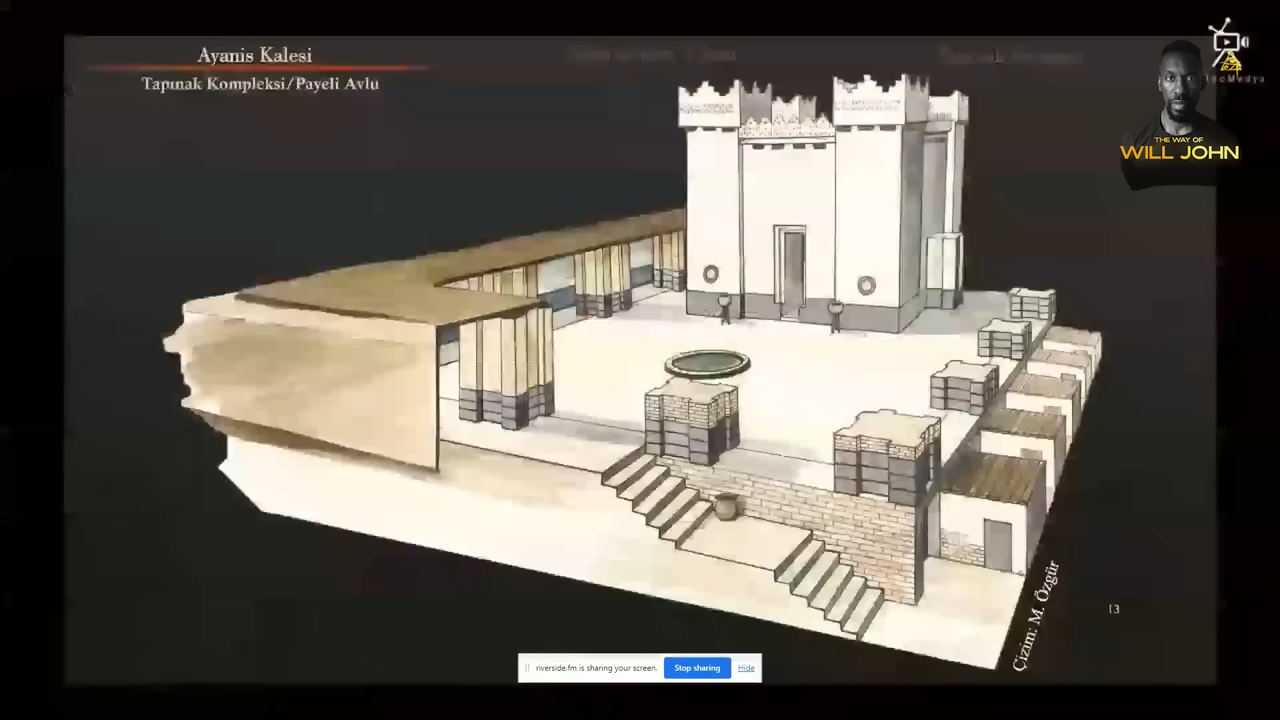 Ayanis Kalesi
Tapınak Kompleksi/Payeli Avlu
THE WAY OF
WILL JOHN
Çizim: M. Özgür
13
riverside.fm is sharing your screen.
Stop sharing
Hide